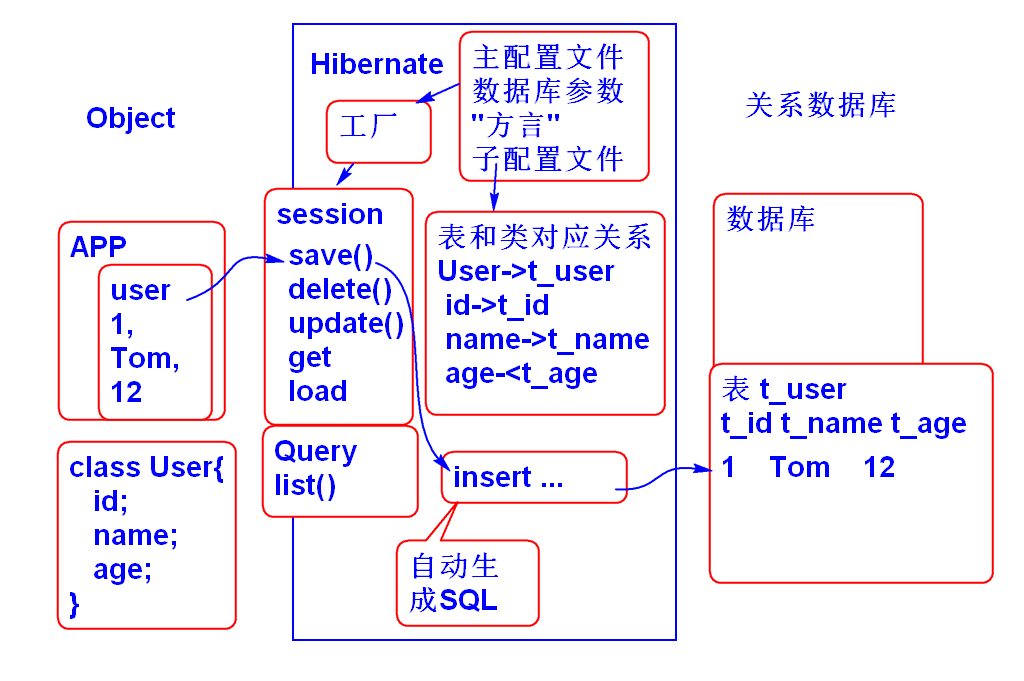 Object
APP
user
1,
Tom,
12
class User{
id;
name;
age;
}
Hibernate
主配置文件
数据库参数
"方言"
子配置文件
工厂
session
save()
delete()
update()
get
load
表和类对应关系
User->t_user
id->t_id
name->t_name
age-<t_age
Query
list()
insert ...
自动生
成SQL
关系数据库
数据库
表 t_user
t_id t_name t_age
1 Tom 12